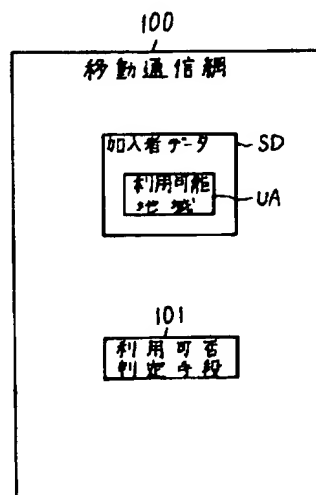 100
移動通信網
加入者データ
SD
利用可能
地域
UA
101
利用可否
判定手段